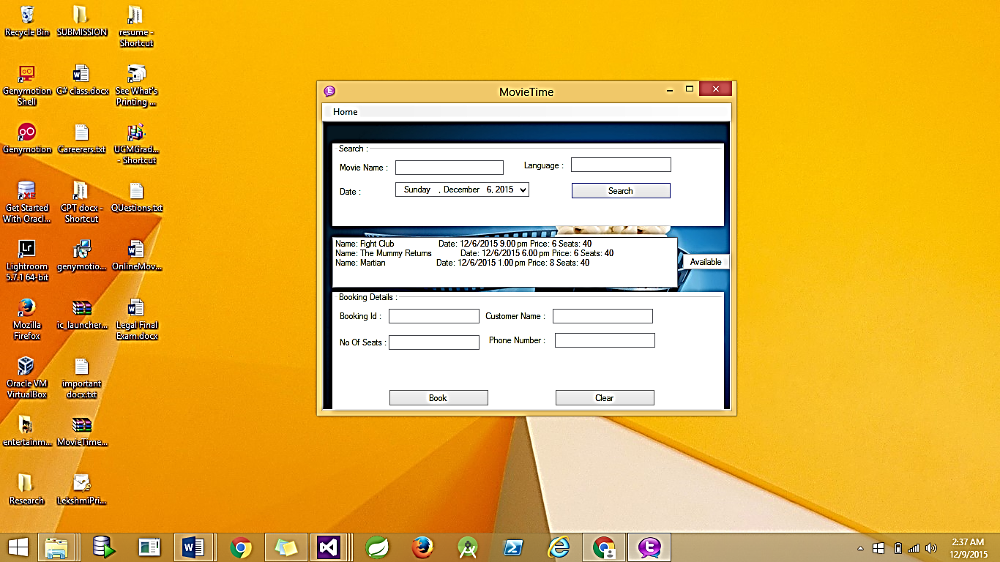 Recycle Bin
SUBMISSION
resume -
Shortcut
Genymotion
Shell
C# class.docx
See What's
Printing ...
Genymotion
Careerers.txt
UCMGrad...
- Shortcut
Get Started
With Oracl...
CPT docx -
Shortcut
QUestions.txt
Lightroom
5.7.1 64-bit
genymotio...
OnlineMov...
Mozilla
Firefox
ic_launcher...
Legal Final
Exam.docx
Oracle VM
VirtualBox
important
docx.txt
entertainm...
MovieTime...
Research
LekshmiPri...
MovieTime
Home
Search :
Movie Name :
Language :
Date :
Sunday , December 6, 2015
Search
Name: Fight Club Date: 12/6/2015 9.00 pm Price: 6 Seats: 40
Name: The Mummy Returns Date: 12/6/2015 6.00 pm Price: 6 Seats: 40
Name: Martian Date: 12/6/2015 1.00 pm Price: 8 Seats: 40
Available
Booking Details :
Booking Id :
Customer Name :
No Of Seats :
Phone Number :
Book
Clear
2:37 AM
12/9/2015